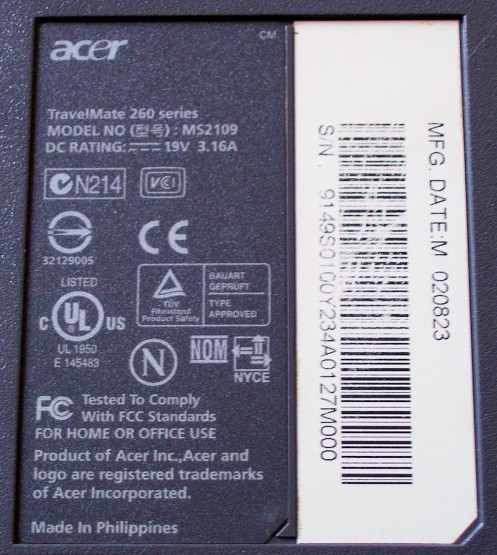 acer
CM
TravelMate 260 series
MODEL NO (型号) : MS2109
DC RATING: 19V 3.16A
N214
VCI
32129005
CE
LISTED
C UL US
UL 1950
E 145483
TÜV
Rheinland
Product Safety
BAUART
GEPRÜFT
TYPE
APPROVED
N
NOM
NYCE
FC Tested To Comply
With FCC Standards
FOR HOME OR OFFICE USE
Product of Acer Inc.,Acer and
logo are registered trademarks
of Acer Incorporated.
Made In Philippines
MFG. DATE:M 020823
S/N : 9149S01G0Y234A0127M000